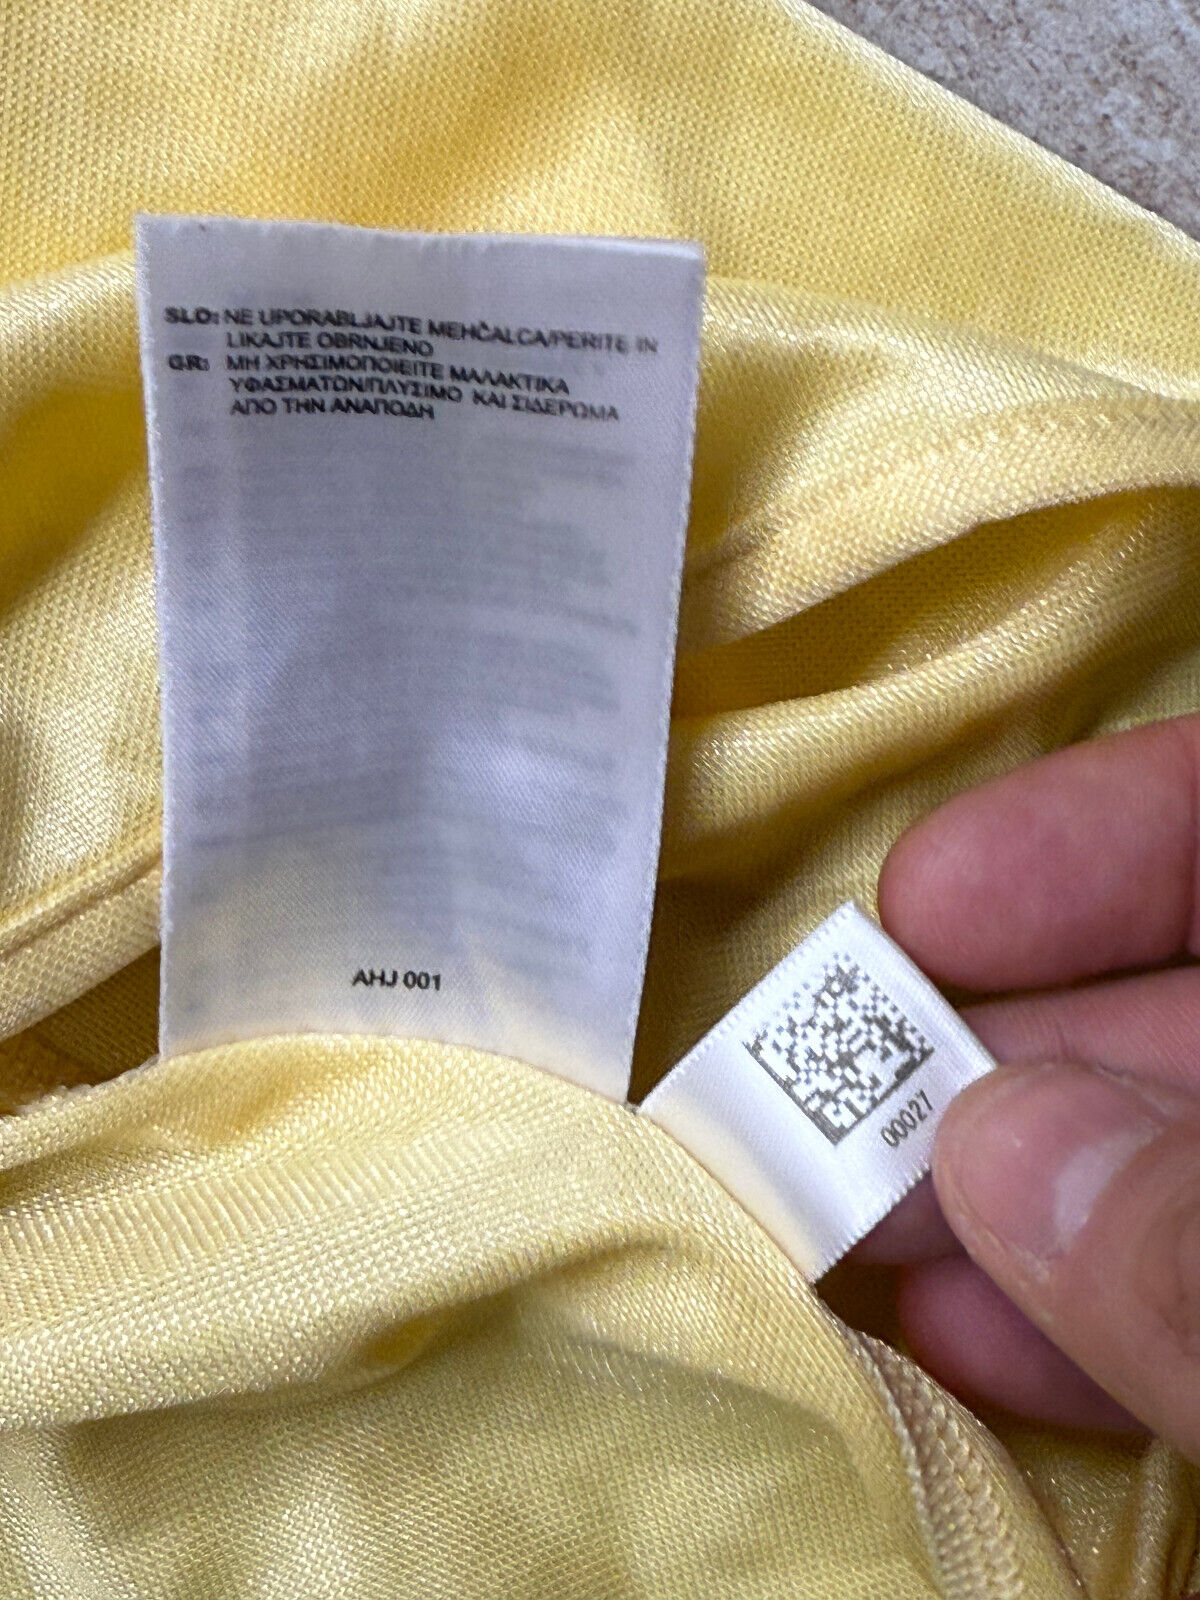 SLO: NE UPORABLJAJTE MEHČALCA/PERITE IN
LIKAJTE OBRNJENO
GR: ΜΗ ΧΡΗΣΙΜΟΠΟΙΕΙΤΕ ΜΑΛΑΚΤΙΚΑ
ΥΦΑΣΜΑΤΩΝ/ΠΛΥΣΙΜΟ ΚΑΙ ΣΙΔΕΡΩΜΑ
ΑΠΟ ΤΗΝ ΑΝΑΠΟΔΗ
AHJ 001
00027